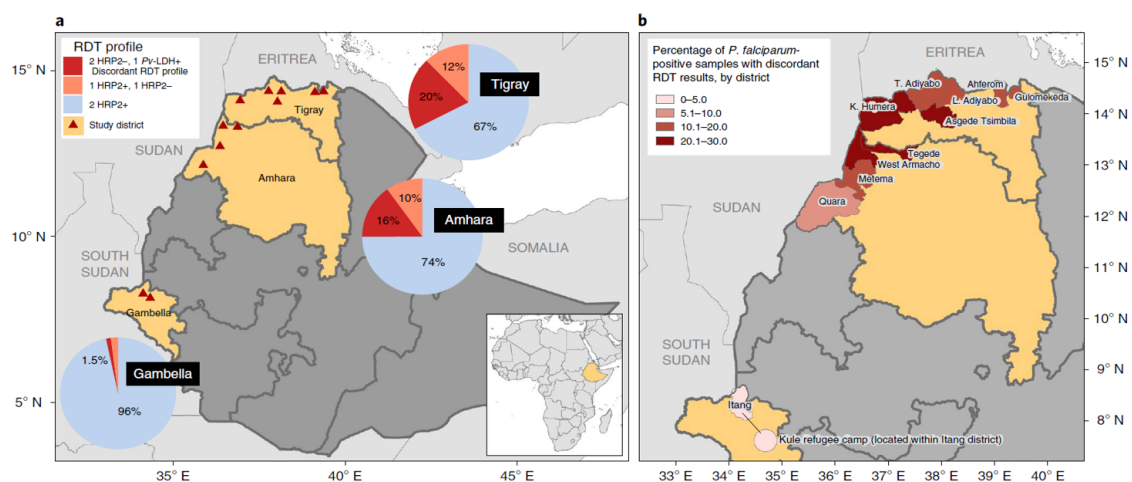 a
RDT profile
2 HRP2–, 1 Pv-LDH+
Discordant RDT profile
1 HRP2+, 1 HRP2–
2 HRP2+
Study district
15° N
10° N
5° N
35° E
40° E
45° E
ERITREA
SUDAN
SOUTH
SUDAN
SOMALIA
Tigray
Amhara
Gambella
12%
20%
67%
Tigray
10%
16%
74%
Amhara
1.5%
96%
Gambella
b
Percentage of P. falciparum-
positive samples with discordant
RDT results, by district
0–5.0
5.1–10.0
10.1–20.0
20.1–30.0
ERITREA
SUDAN
SOUTH
SUDAN
T. Adiyabo
Ahferom
Gulomekeda
K. Humera
L. Adiyabo
Asgede Tsimbila
Tegede
West Armacho
Metema
Quara
Itang
Kule refugee camp (located within Itang district)
15° N
14° N
13° N
12° N
11° N
10° N
9° N
8° N
33° E
34° E
35° E
36° E
37° E
38° E
39° E
40° E